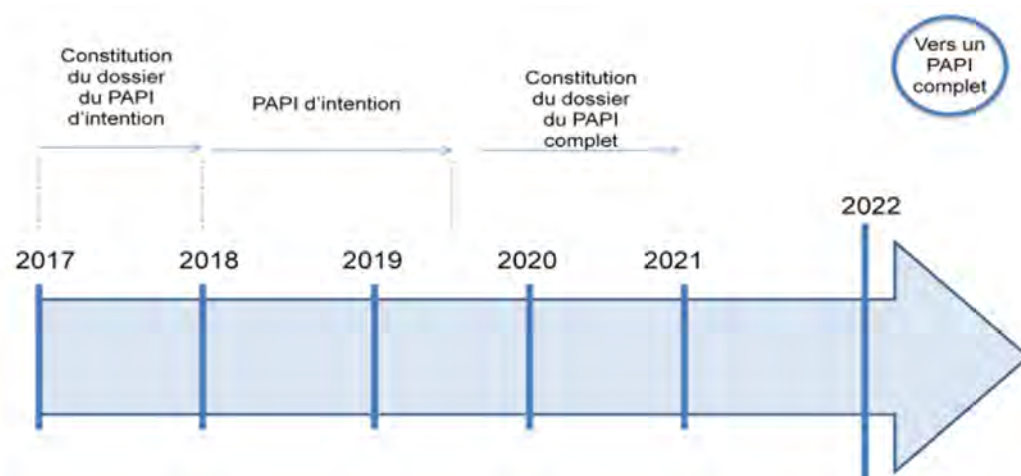 Vers un
PAPI
complet
Constitution
du dossier
du PAPI
d'intention
PAPI d'intention
Constitution
du dossier
du PAPI
complet
2022
2017
2018
2019
2020
2021